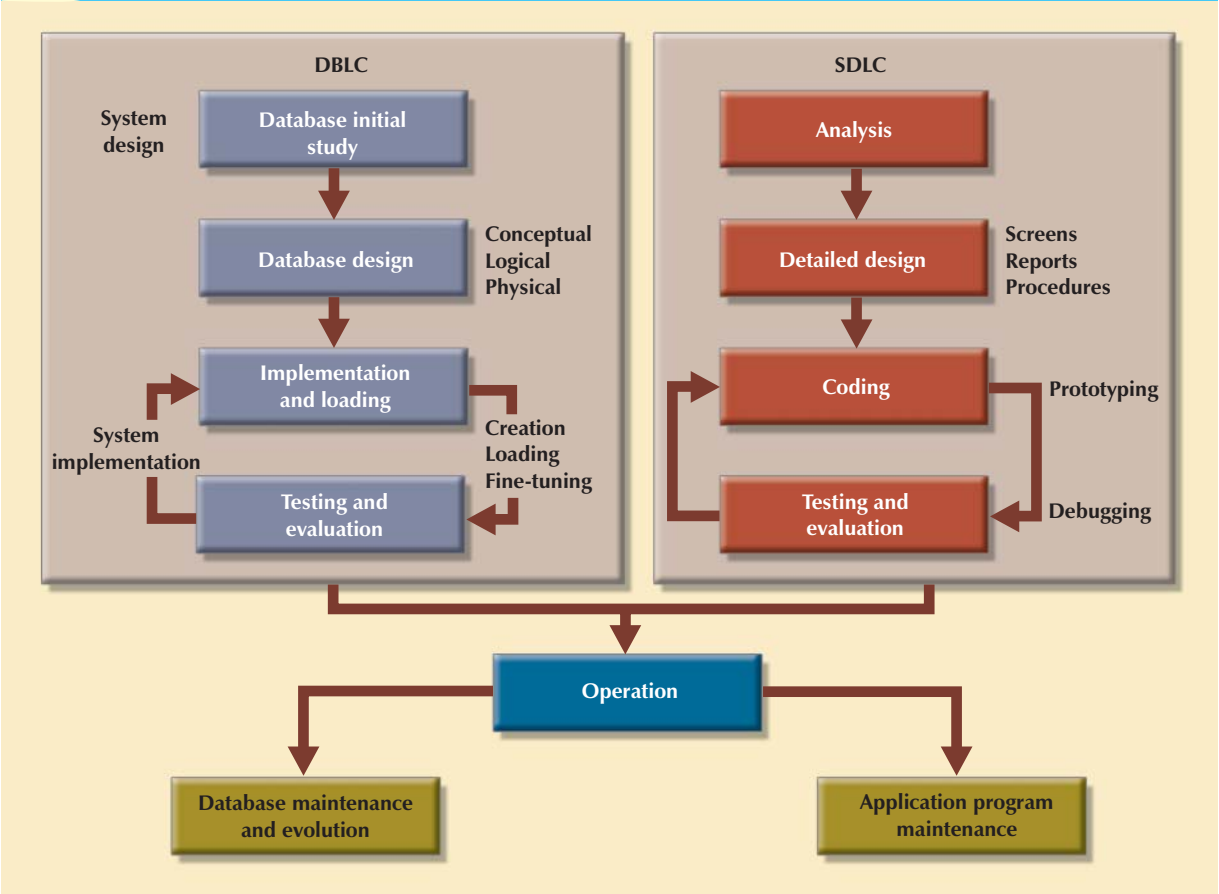 DBLC
System
design
Database initial
study
Database design
Conceptual
Logical
Physical
Implementation
and loading
System
implementation
Creation
Loading
Fine-tuning
Testing and
evaluation
SDLC
Analysis
Detailed design
Screens
Reports
Procedures
Coding
Prototyping
Testing and
evaluation
Debugging
Operation
Database maintenance
and evolution
Application program
maintenance